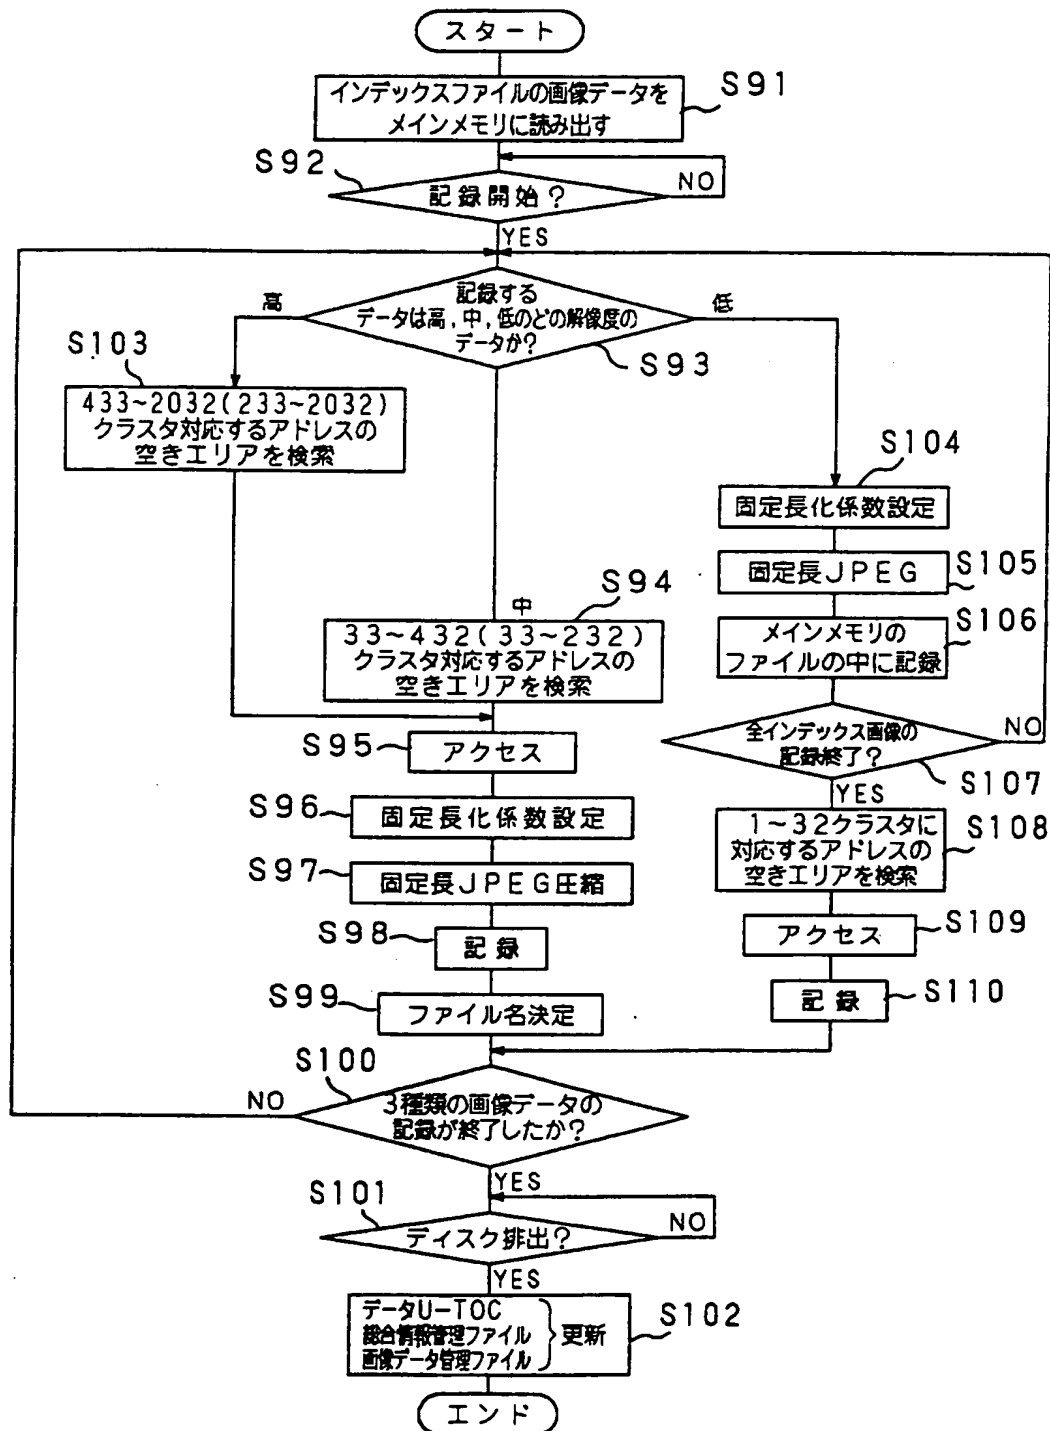 スタート
インデックスファイルの画像データを
メインメモリに読み出す
S91
S92
記録開始?
NO
YES
記録する
データは高,中,低のどの解像度の
データか?
高
低
S93
S103
433~2032(233~2032)
クラスタ対応するアドレスの
空きエリアを検索
S104
固定長化係数設定
固定長JPEG
S105
S94
中
33~432(33~232)
クラスタ対応するアドレスの
空きエリアを検索
S106
メインメモリの
ファイルの中に記録
S95
アクセス
全インデックス画像の
記録終了?
NO
S107
YES
S96
固定長化係数設定
1~32クラスタに
対応するアドレスの
空きエリアを検索
S108
S97
固定長JPEG圧縮
S98
記録
アクセス
S109
S99
ファイル名決定
記録
S110
S100
3種類の画像データの
記録が終了したか?
NO
YES
S101
ディスク排出?
NO
YES
データU-TOC
総合情報管理ファイル
画像データ管理ファイル
更新
S102
エンド